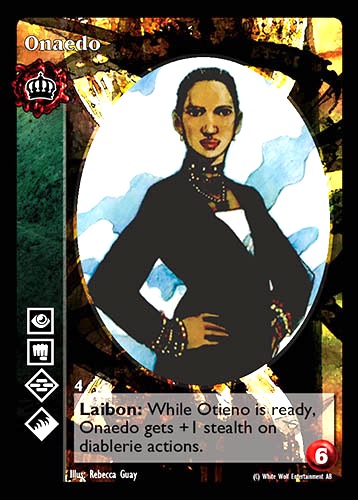 Onaedo
4
Laibon: While Otieno is ready,
Onaedo gets +1 stealth on
diablerie actions.
6
Illus: Rebecca Guay
(C) White Wolf Entertainment AB